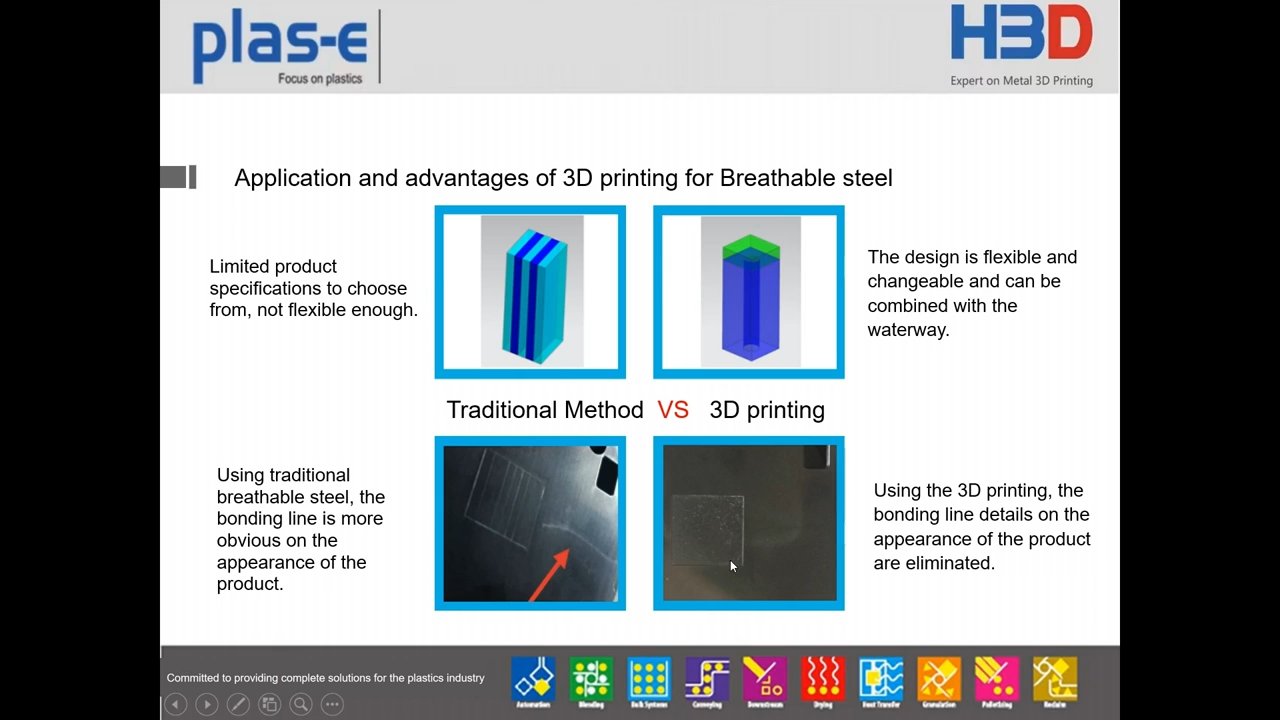 plas-e
Focus on plastics
H3D
Expert on Metal 3D Printing
Application and advantages of 3D printing for Breathable steel
Limited product
specifications to choose
from, not flexible enough.
The design is flexible and
changeable and can be
combined with the
waterway.
Traditional Method VS 3D printing
Using traditional
breathable steel, the
bonding line is more
obvious on the
appearance of the
product.
Using the 3D printing, the
bonding line details on the
appearance of the product
are eliminated.
Committed to providing complete solutions for the plastics industry
Automation Blending Bulk Systems Conveying Downstream Drying Heat Transfer Granulation Pelletizing Reclaim